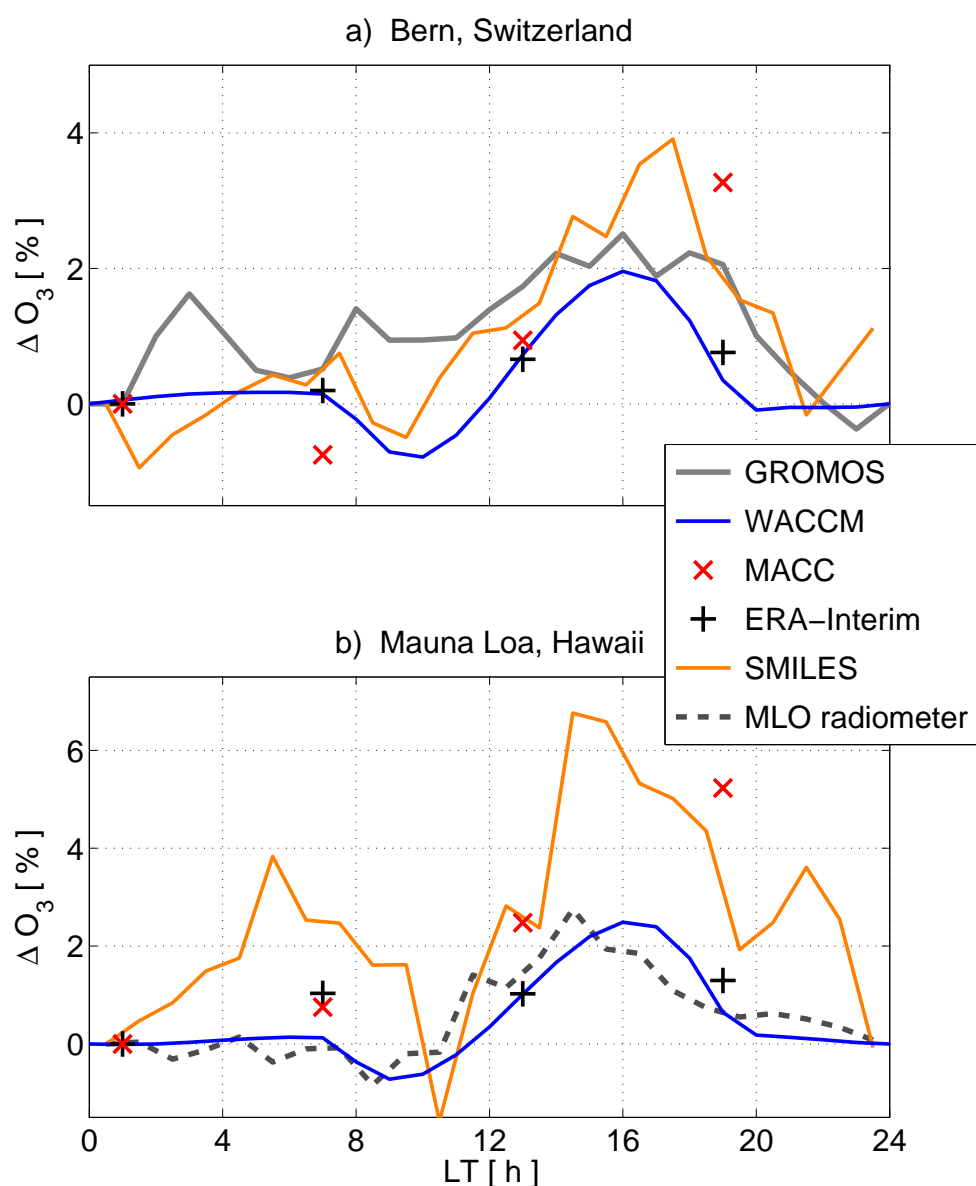 a) Bern, Switzerland
4
2
0
Δ O3 [ % ]
GROMOS
WACCM
MACC
ERA−Interim
SMILES
MLO radiometer
b) Mauna Loa, Hawaii
6
4
2
0
Δ O3 [ % ]
0 4 8 12 16 20 24
LT [ h ]